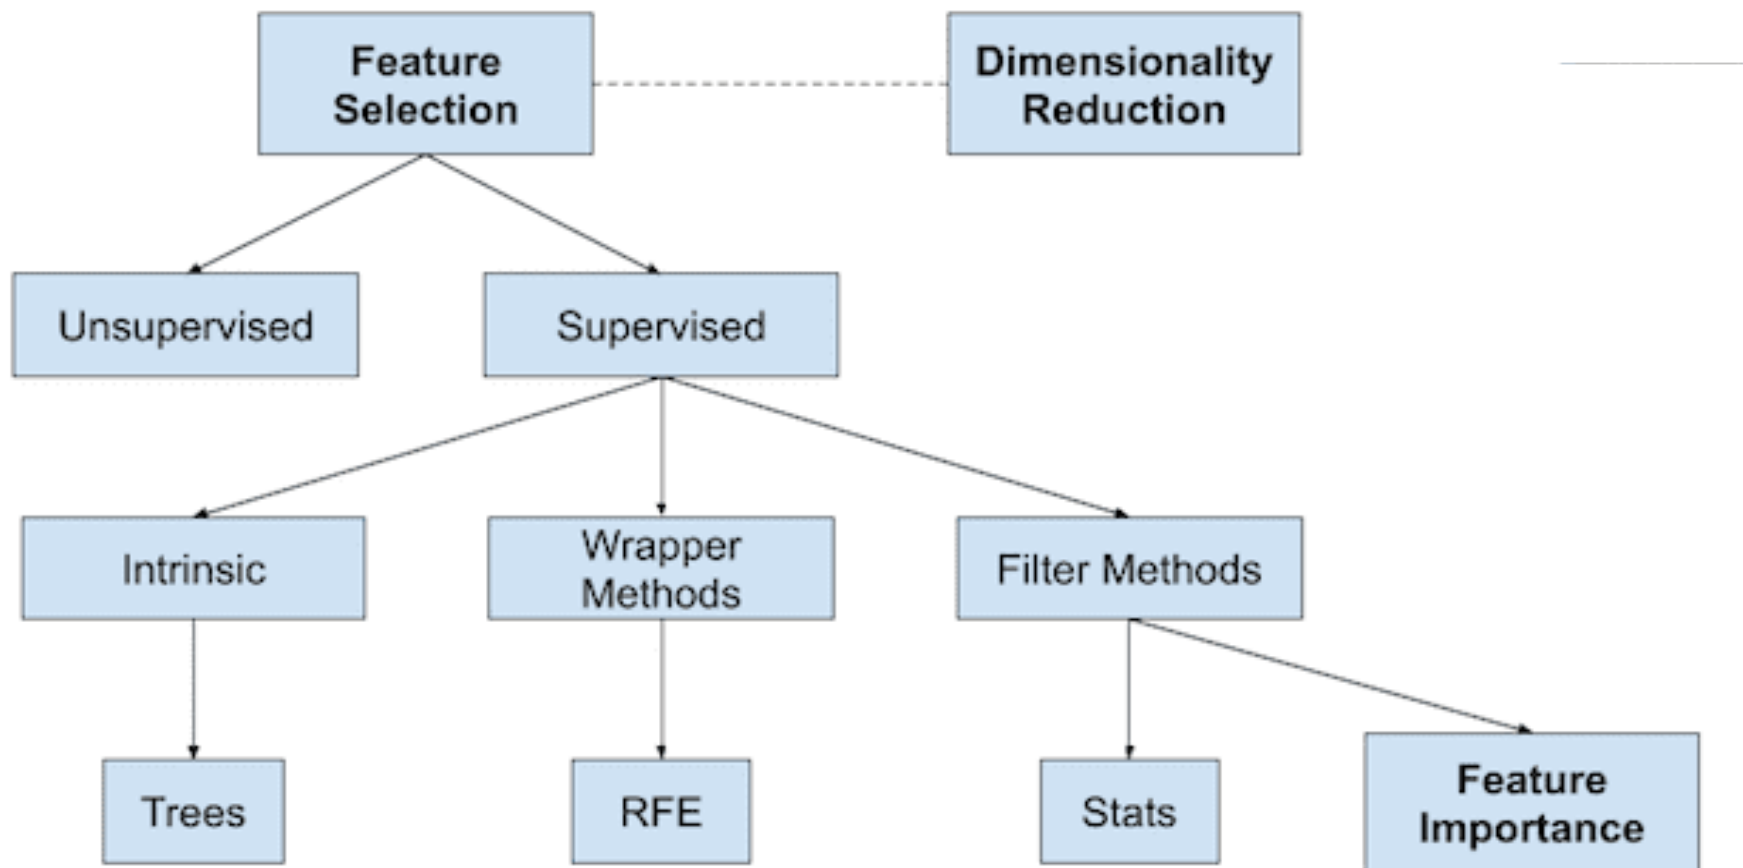 Feature
Selection
Dimensionality
Reduction
Unsupervised
Supervised
Intrinsic
Wrapper
Methods
Filter Methods
Trees
RFE
Stats
Feature
Importance